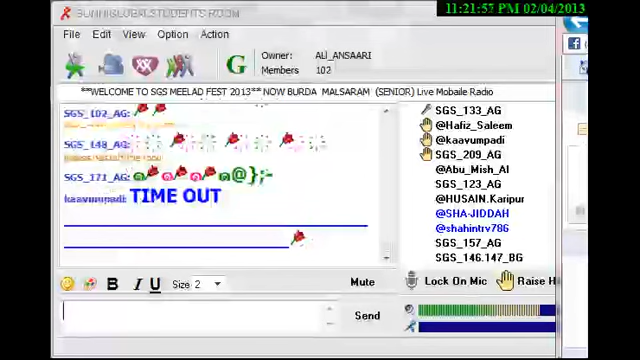 11:21:57 PM 02/04/2013
SUNNIGLOBALSTUDENTS ROOM
File Edit View Option Action
Owner: ALI_ANSAARI
G
Members 102
**WELCOME TO SGS MEELAD FEST 2013** NOW BURDA MALSARAM (SENIOR) Live Mobaile Radio
SGS_102_AG:
SGS_148_AG:
SGS_171_AG: @};-
kaavumpadi: TIME OUT
SGS_133_AG
@Hafiz_Saleem
@kaavumpadi
SGS_209_AG
@Abu_Mish_Al
SGS_123_AG
@HUSAIN.Karipur
@SHA-JIDDAH
@shahintrv786
SGS_157_AG
SGS_146.147_BG
B I U Size 2 Mute Lock On Mic Raise H
Send